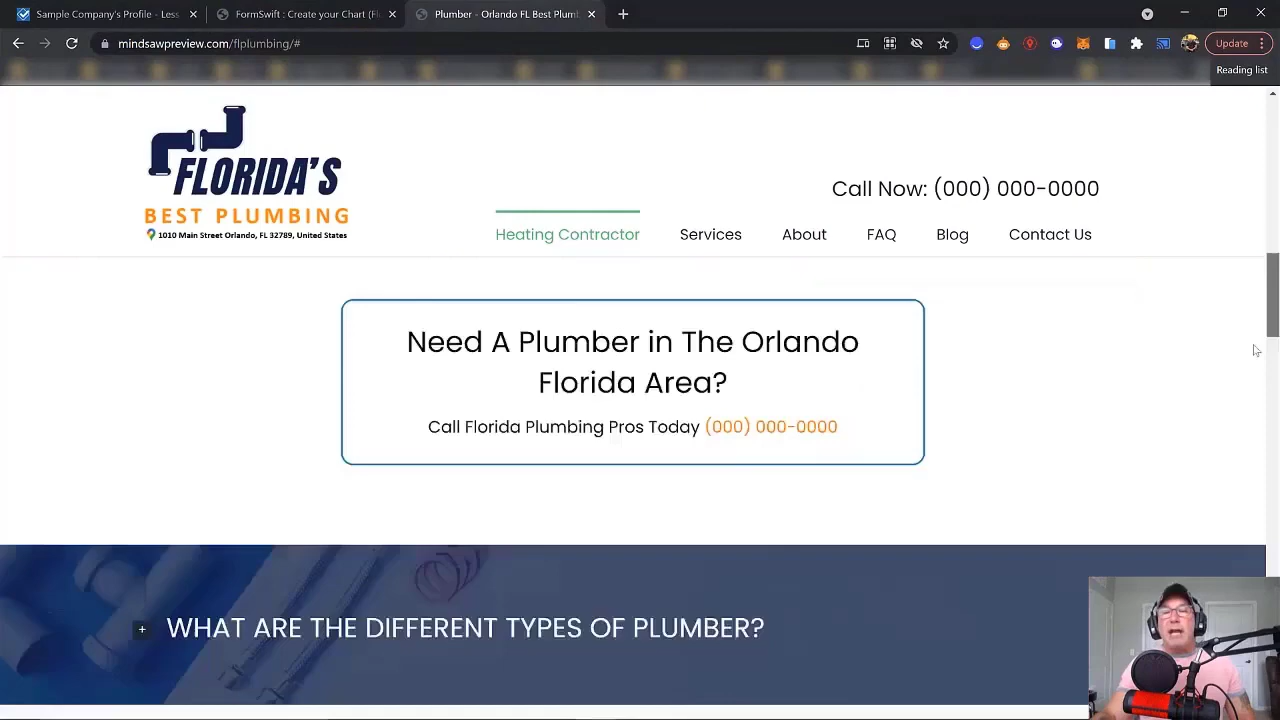 Sample Company's Profile - Less
FormSwift : Create your Chart (Fl
Plumber - Orlando FL Best Plumb
mindsawpreview.com/flplumbing/#
Update
Reading list
FLORIDA'S
BEST PLUMBING
1010 Main Street Orlando, FL 32789, United States
Call Now: (000) 000-0000
Heating Contractor Services About FAQ Blog Contact Us
Need A Plumber in The Orlando
Florida Area?
Call Florida Plumbing Pros Today (000) 000-0000
+ WHAT ARE THE DIFFERENT TYPES OF PLUMBER?